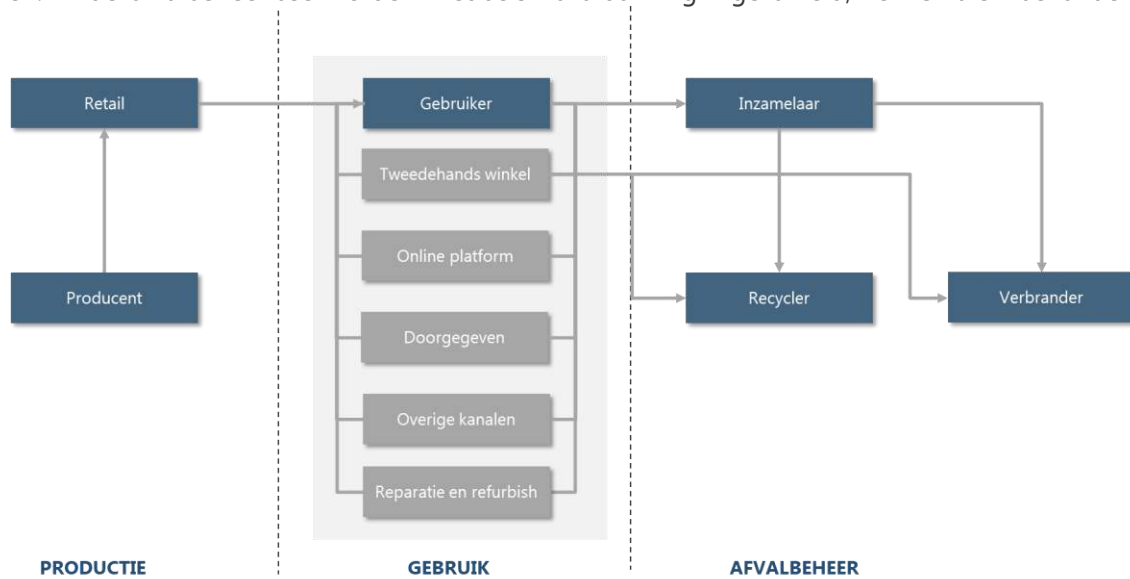 Retail
Gebruiker
Inzamelaar
Tweedehands winkel
Online platform
Producent
Recycler
Verbrander
Doorgegeven
Overige kanalen
Reparatie en refurbish
PRODUCTIE
GEBRUIK
AFVALBEHEER